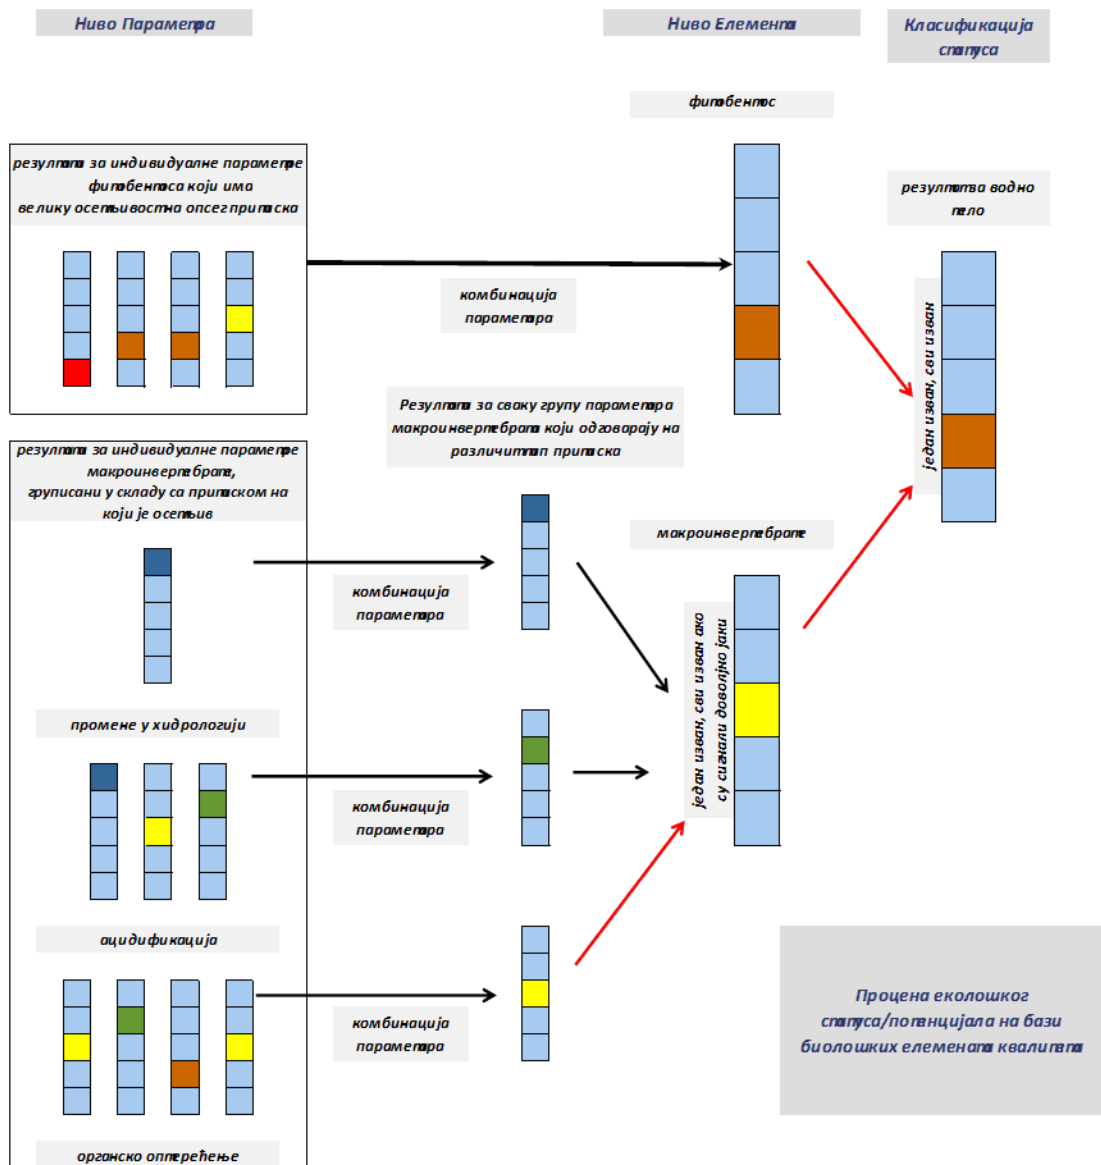 Ниво Параметра
Ниво Елемента
Класификација
статуса
фитобентос
резултати за индивидуалне параметре
фитобентоса који има
велику осетљивост на опсег притиска
резултат за водно
тело
комбинација
параметара
један изван, сви изван
Резултати за сваку групу параметара
макроинвертебрата који одговарају на
различит тип притиска
резултати за индивидуалне параметре
макроинвертебрате,
груписани у складу са притиском на
који је осетљив
макроинвертебрате
комбинација
параметара
један изван, сви изван ако
су сигнали довољно јаки
промене у хидрологији
комбинација
параметара
ацидификација
комбинација
параметара
Процена еколошког
статуса/потенцијала на бази
биолошких елемената квалитета
органско оптерећење